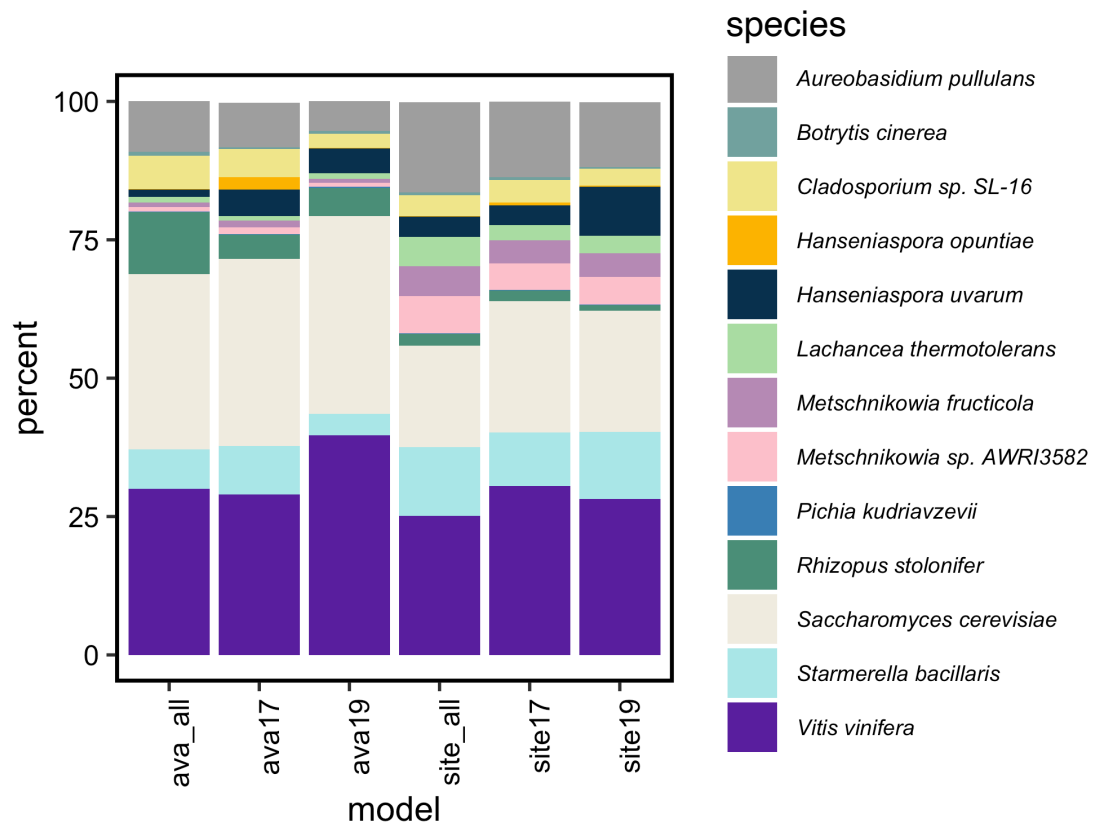 species
Aureobasidium pullulans
Botrytis cinerea
Cladosporium sp. SL-16
Hanseniaspora opuntiae
Hanseniaspora uvarum
Lachancea thermotolerans
Metschnikowia fructicola
Metschnikowia sp. AWRI3582
Pichia kudriavzevii
Rhizopus stolonifer
Saccharomyces cerevisiae
Starmerella bacillaris
Vitis vinifera
percent
100
75
50
25
0
ava_all
ava17
ava19
site_all
site17
site19
model